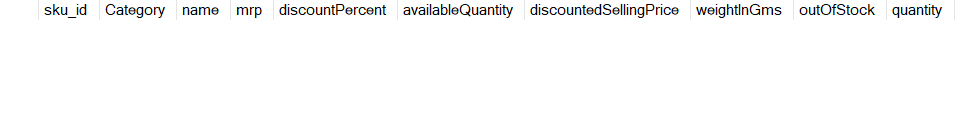 sku_id Category name mrp discountPercent availableQuantity discountedSellingPrice weightInGms outOfStock quantity